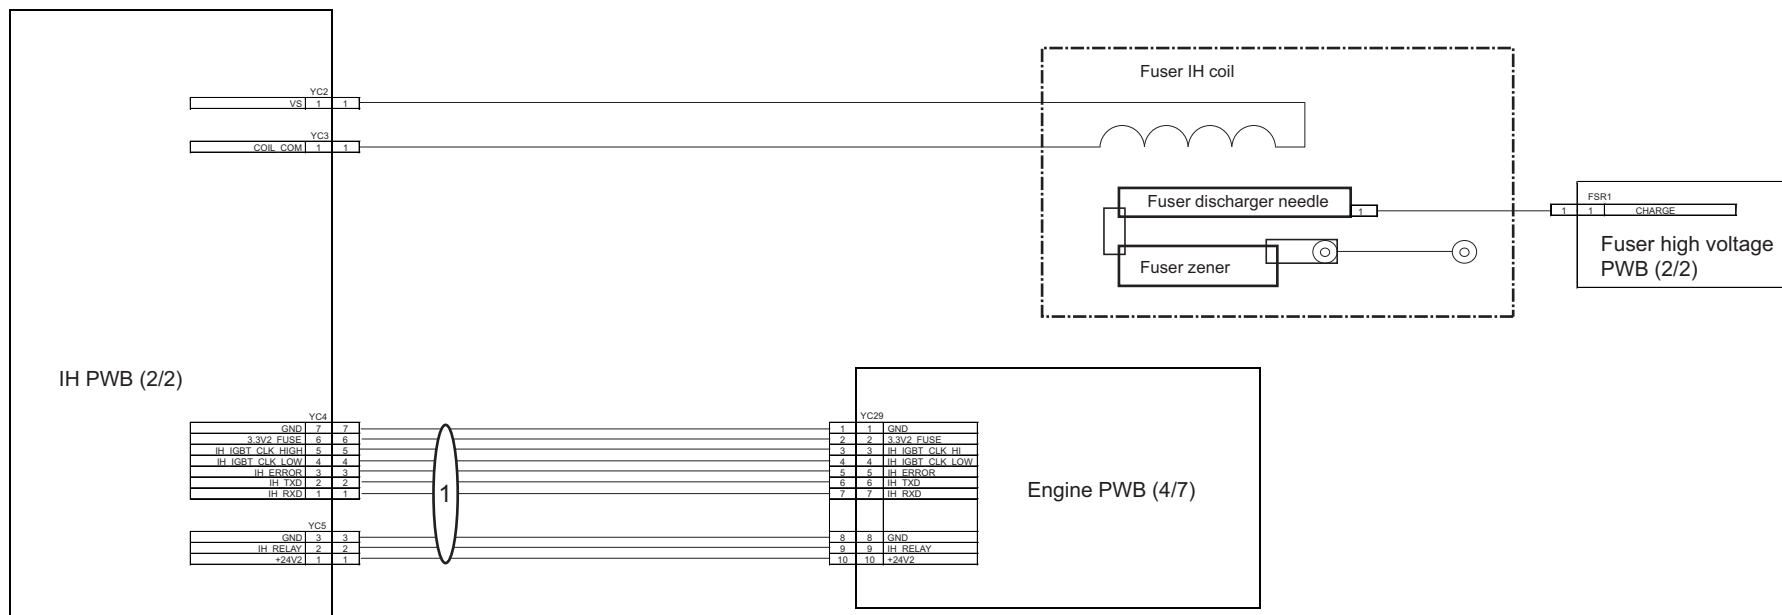 YC2
VS 1 1
YC3
COIL_COM 1 1
Fuser IH coil
Fuser discharger needle 1
Fuser zener
FSR1
1 1 CHARGE
Fuser high voltage
PWB (2/2)
IH PWB (2/2)
YC4
GND 7 7
3.3V2_FUSE 6 6
IH_IGBT_CLK_HIGH 5 5
IH_IGBT_CLK_LOW 4 4
IH_ERROR 3 3
IH_TXD 2 2
IH_RXD 1 1
YC5
GND 3 3
IH_RELAY 2 2
+24V2 1 1
1
YC29
1 1 GND
2 2 3.3V2_FUSE
3 3 IH_IGBT_CLK_HI
4 4 IH_IGBT_CLK_LOW
5 5 IH_ERROR
6 6 IH_TXD
7 7 IH_RXD
8 8 GND
9 9 IH_RELAY
10 10 +24V2
Engine PWB (4/7)